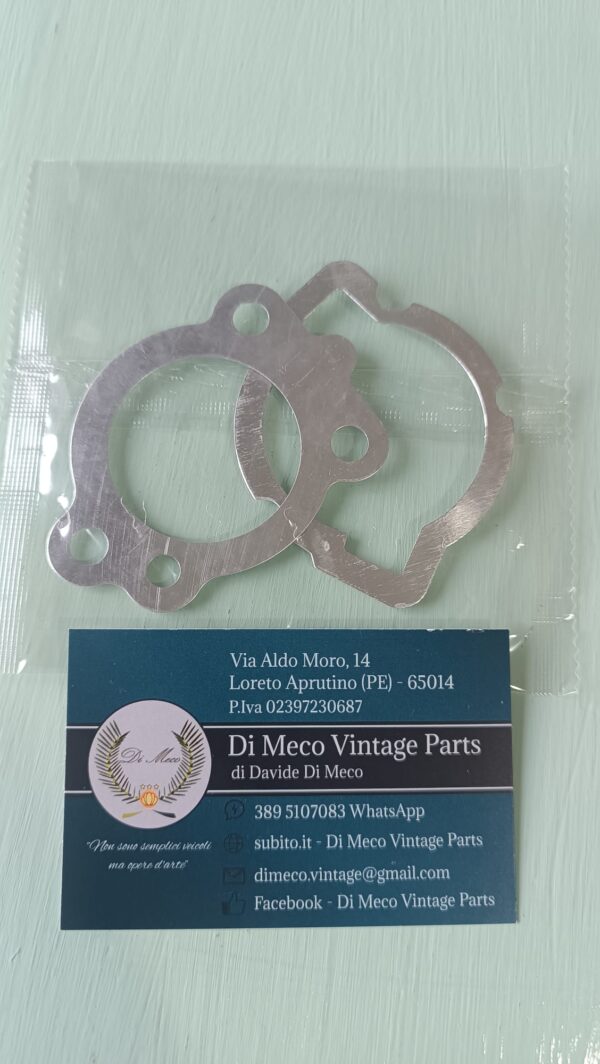 Via Aldo Moro, 14
Loreto Aprutino (PE) - 65014
P.Iva 02397230687
Di Meco Vintage Parts
di Davide Di Meco
Di Meco
"Non sono semplici veicoli
ma opere d'arte"
389 5107083 WhatsApp
subito.it - Di Meco Vintage Parts
dimeco.vintage@gmail.com
Facebook - Di Meco Vintage Parts